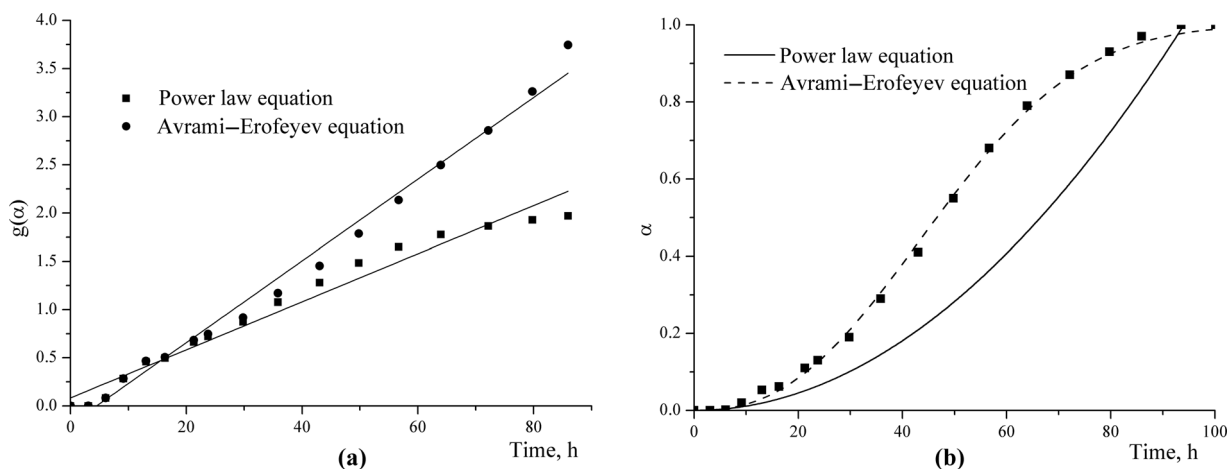 g(α)
4.0
3.5
3.0
2.5
2.0
1.5
1.0
0.5
0.0
Power law equation
Avrami–Erofeyev equation
0 20 40 60 80
Time, h
(a)
α
1.0
0.8
0.6
0.4
0.2
0.0
Power law equation
Avrami–Erofeyev equation
0 20 40 60 80 100
Time, h
(b)